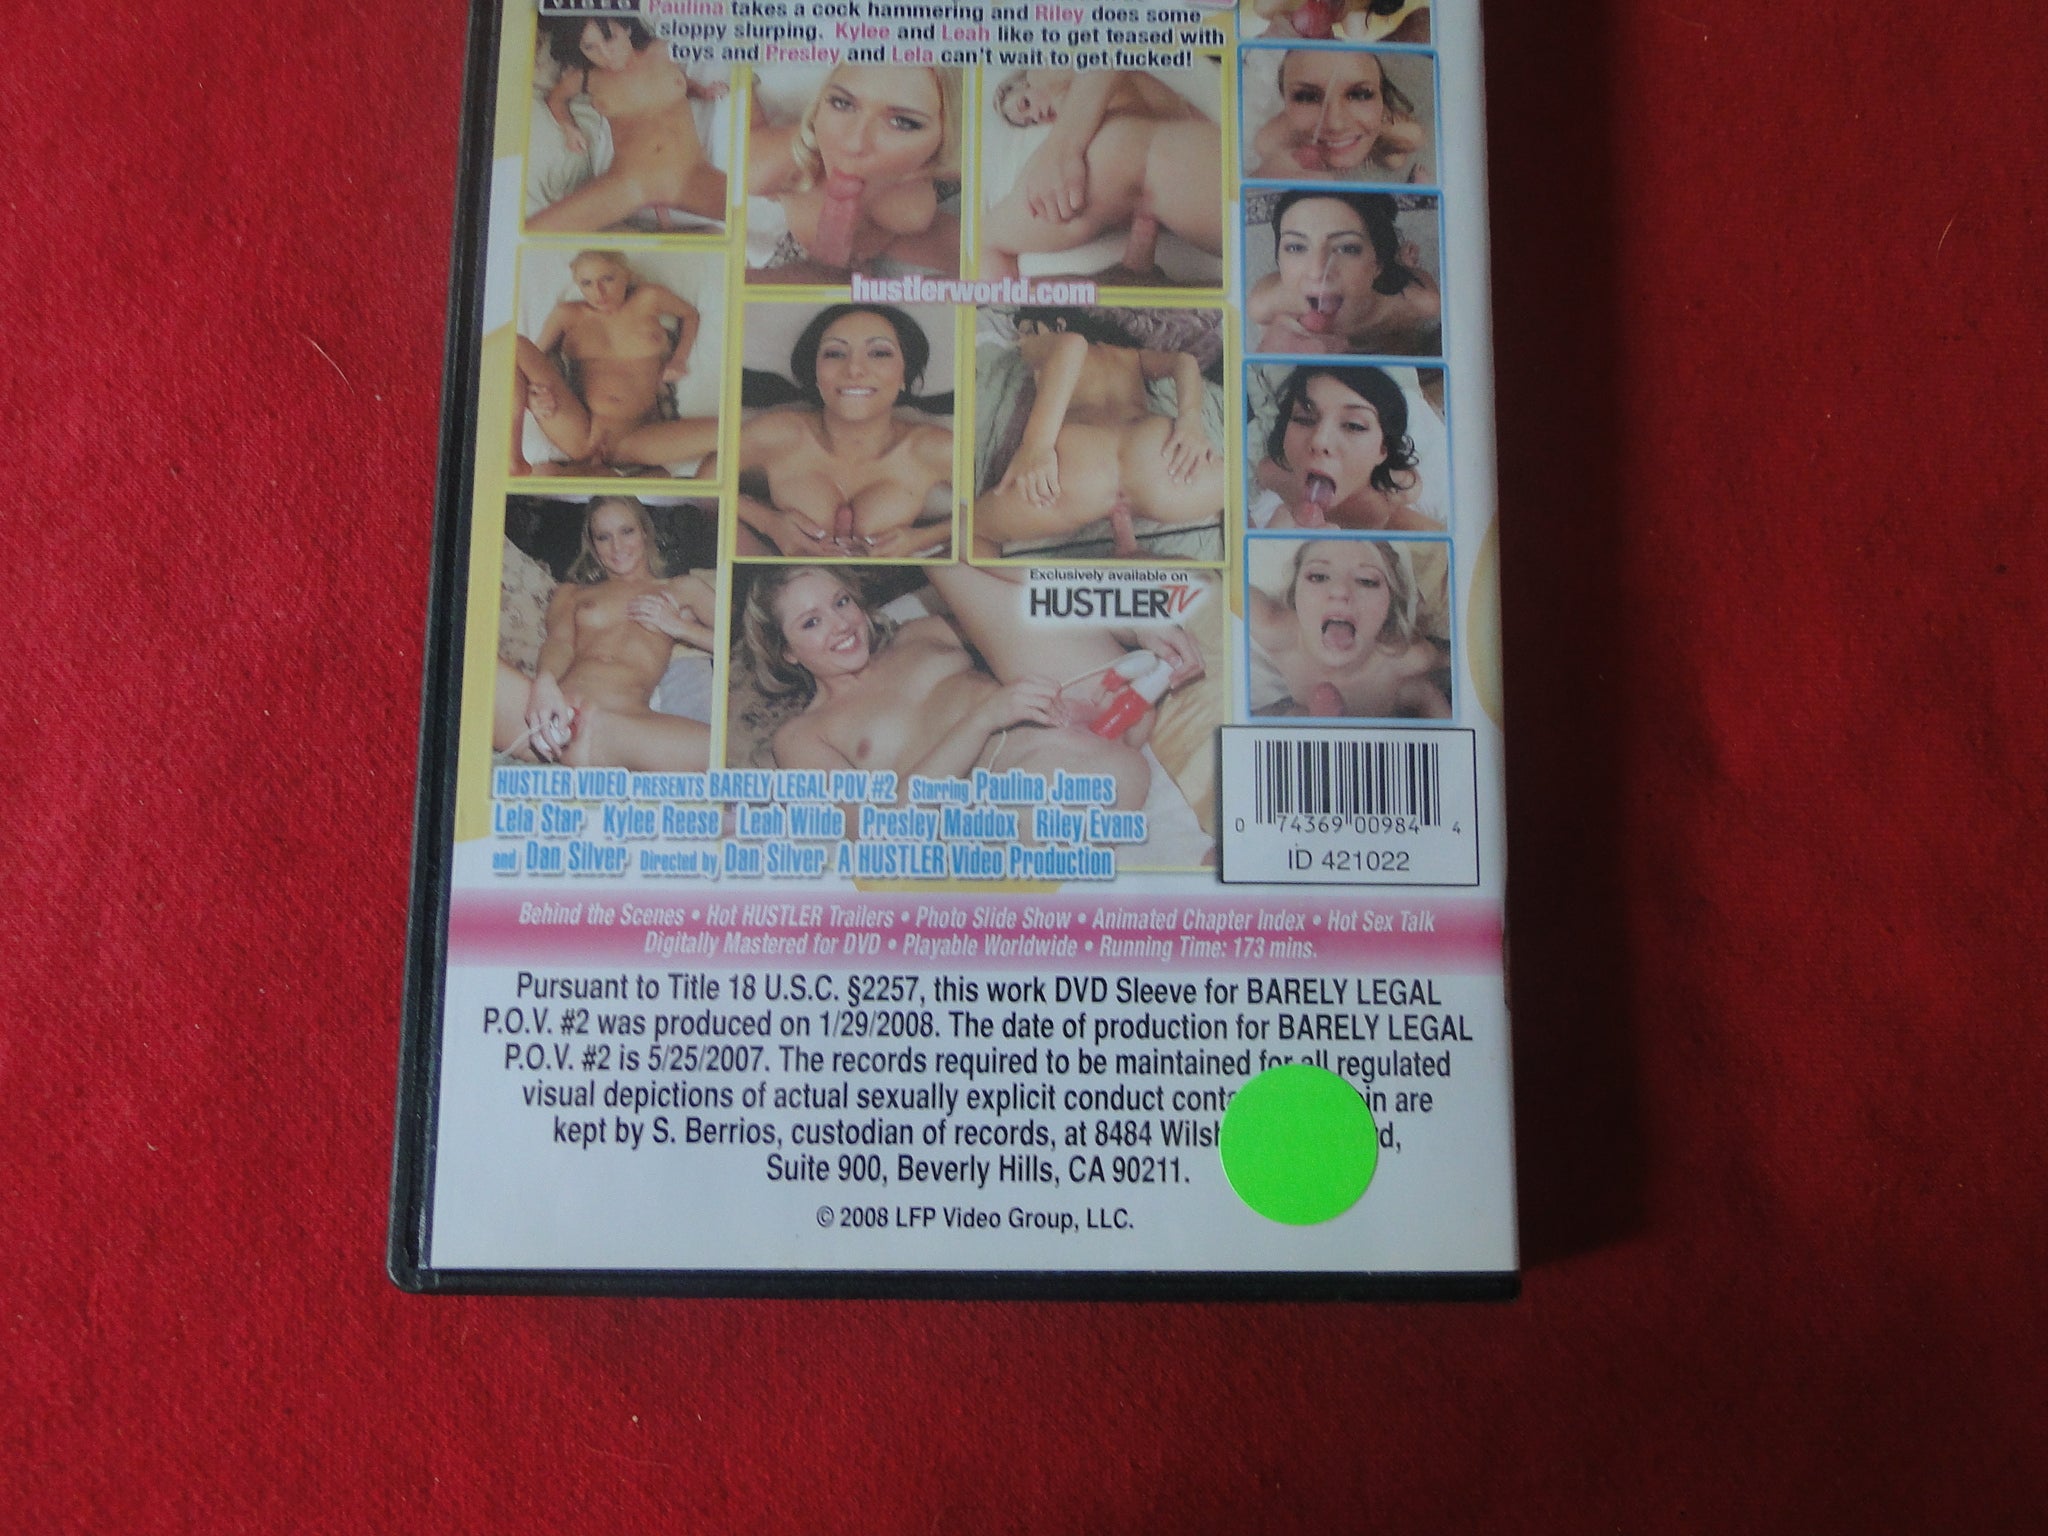 VIDEO
Paulina takes a cock hammering and Riley does some
sloppy slurping. Kylee and Leah like to get teased with
toys and Presley and Lela can't wait to get fucked!
hustlerworld.com
Exclusively available on
HUSTLER TV
HUSTLER VIDEO PRESENTS BARELY LEGAL POV #2 Starring Paulina James
Lela Star Kylee Reese Leah Wilde Presley Maddox Riley Evans
and Dan Silver Directed by Dan Silver A HUSTLER Video Production
0 74369 00984 4
ID 421022
Behind the Scenes • Hot HUSTLER Trailers • Photo Slide Show • Animated Chapter Index • Hot Sex Talk
Digitally Mastered for DVD • Playable Worldwide • Running Time: 173 mins.
Pursuant to Title 18 U.S.C. §2257, this work DVD Sleeve for BARELY LEGAL
P.O.V. #2 was produced on 1/29/2008. The date of production for BARELY LEGAL
P.O.V. #2 is 5/25/2007. The records required to be maintained for all regulated
visual depictions of actual sexually explicit conduct are
kept by S. Berrios, custodian of records, at 8484
Suite 900, Beverly Hills, CA 90211.
© 2008 LFP Video Group, LLC.